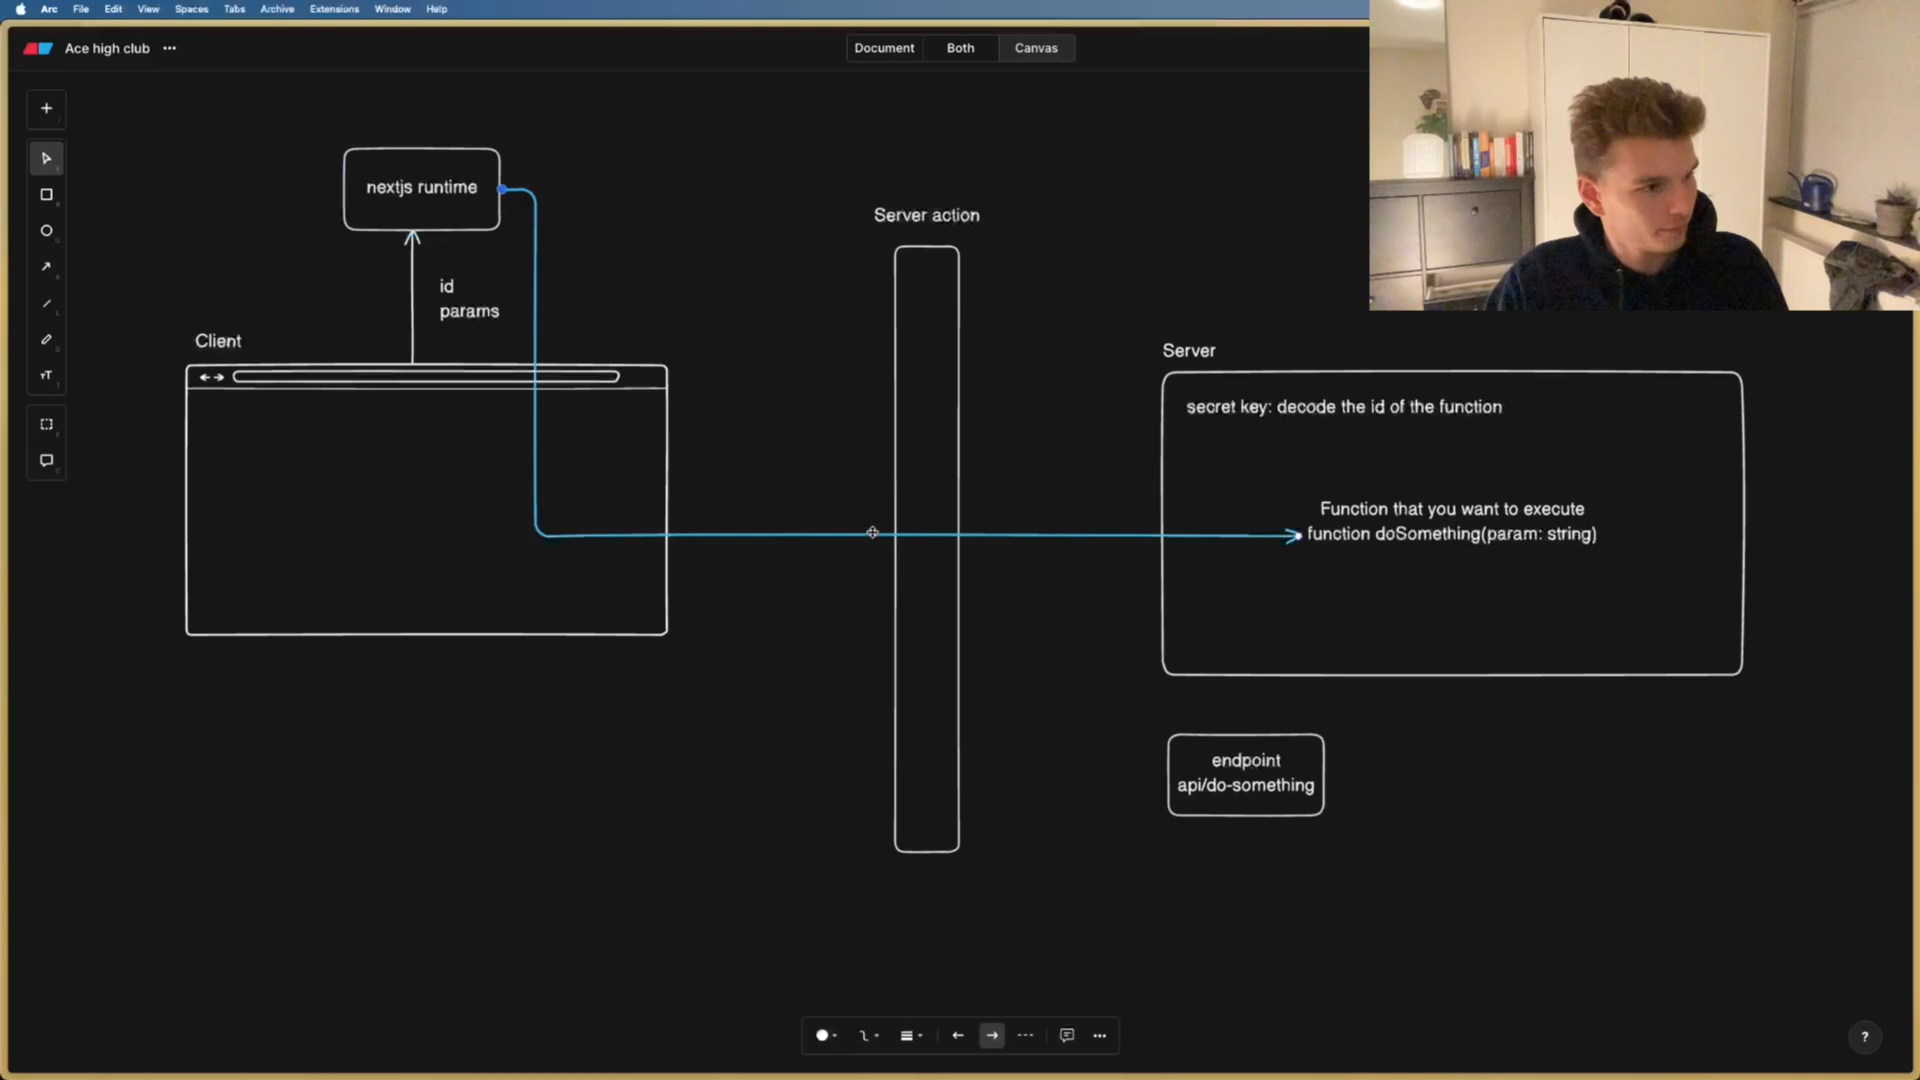 Arc File Edit View Spaces Tabs Archive Extensions Window Help
Ace high club
Document Both Canvas
nextjs runtime
Server action
id
params
Client
Server
secret key: decode the id of the function
Function that you want to execute
function doSomething(param: string)
endpoint
api/do-something
TT
?